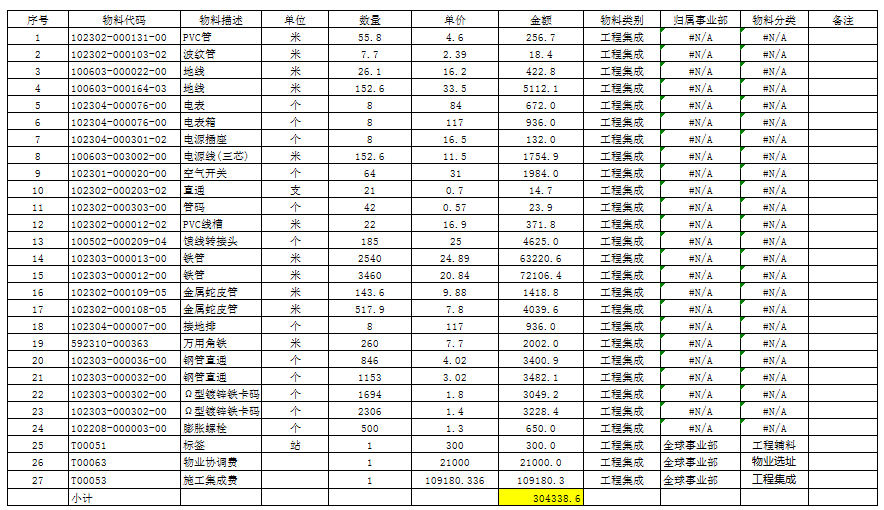 序号 物料代码 物料描述 单位 数量 单价 金额 物料类别 归属事业部 物料分类 备注
1 102302-000131-00 PVC管 米 55.8 4.6 256.7 工程集成 #N/A #N/A
2 102302-000103-02 波纹管 米 7.7 2.39 18.4 工程集成 #N/A #N/A
3 100603-000022-00 地线 米 26.1 16.2 422.8 工程集成 #N/A #N/A
4 100603-000164-03 地线 米 152.6 33.5 5112.1 工程集成 #N/A #N/A
5 102304-000076-00 电表 个 8 84 672.0 工程集成 #N/A #N/A
6 102304-000076-00 电表箱 个 8 117 936.0 工程集成 #N/A #N/A
7 102304-000301-02 电源插座 个 8 16.5 132.0 工程集成 #N/A #N/A
8 100603-003002-00 电源线(三芯) 米 152.6 11.5 1754.9 工程集成 #N/A #N/A
9 102301-000020-00 空气开关 个 64 31 1984.0 工程集成 #N/A #N/A
10 102302-000203-02 直通 支 21 0.7 14.7 工程集成 #N/A #N/A
11 102302-000303-00 管码 个 42 0.57 23.9 工程集成 #N/A #N/A
12 102302-000012-02 PVC线槽 米 22 16.9 371.8 工程集成 #N/A #N/A
13 100502-000209-04 馈线转接头 个 185 25 4625.0 工程集成 #N/A #N/A
14 102303-000013-00 铁管 米 2540 24.89 63220.6 工程集成 #N/A #N/A
15 102303-000012-00 铁管 米 3460 20.84 72106.4 工程集成 #N/A #N/A
16 102302-000109-05 金属蛇皮管 米 143.6 9.88 1418.8 工程集成 #N/A #N/A
17 102302-000108-05 金属蛇皮管 米 517.9 7.8 4039.6 工程集成 #N/A #N/A
18 102304-000007-00 接地排 个 8 117 936.0 工程集成 #N/A #N/A
19 592310-000363 万用角铁 米 260 7.7 2002.0 工程集成 #N/A #N/A
20 102303-000036-00 钢管直通 个 846 4.02 3400.9 工程集成 #N/A #N/A
21 102303-000032-00 钢管直通 个 1153 3.02 3482.1 工程集成 #N/A #N/A
22 102303-000302-00 Ω型镀锌铁卡码 个 1694 1.8 3049.2 工程集成 #N/A #N/A
23 102303-000302-00 Ω型镀锌铁卡码 个 2306 1.4 3228.4 工程集成 #N/A #N/A
24 102208-000003-00 膨胀螺栓 个 500 1.3 650.0 工程集成 #N/A #N/A
25 T00051 标签 站 1 300 300.0 工程集成 全球事业部 工程辅料
26 T00063 物业协调费 1 21000 21000.0 工程集成 全球事业部 物业选址
27 T00053 施工集成费 1 109180.336 109180.3 工程集成 全球事业部 工程集成
小计 304338.6